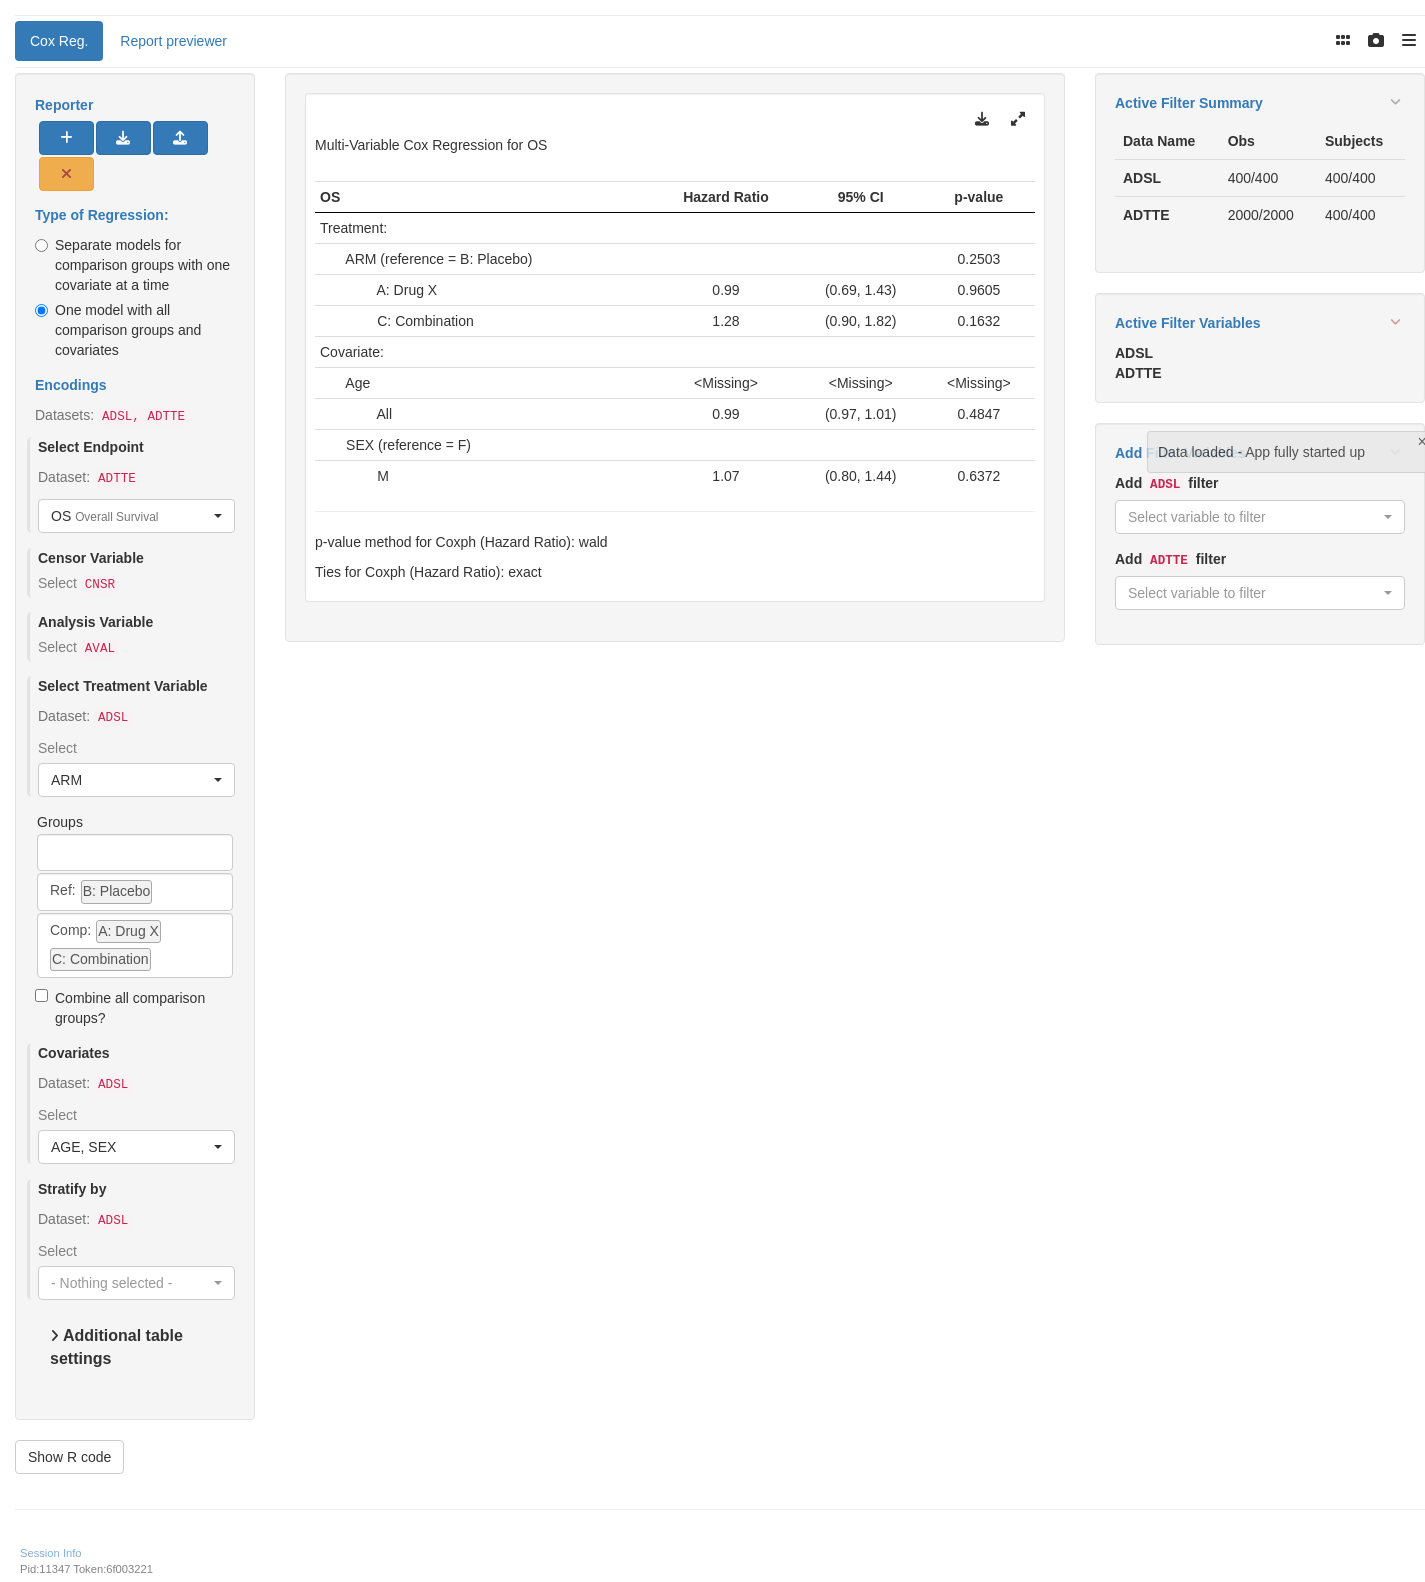 Cox Reg. Report previewer
Reporter
Type of Regression:
Separate models for
comparison groups with one
covariate at a time
One model with all
comparison groups and
covariates
Encodings
Datasets: ADSL, ADTTE
Select Endpoint
Dataset: ADTTE
OS Overall Survival
Censor Variable
Select CNSR
Analysis Variable
Select AVAL
Select Treatment Variable
Dataset: ADSL
Select
ARM
Groups
Ref: B: Placebo
Comp: A: Drug X
C: Combination
Combine all comparison
groups?
Covariates
Dataset: ADSL
Select
AGE, SEX
Stratify by
Dataset: ADSL
Select
- Nothing selected -
Additional table
settings
Show R code
Multi-Variable Cox Regression for OS
OS Hazard Ratio 95% CI p-value
Treatment:
ARM (reference = B: Placebo) 0.2503
A: Drug X 0.99 (0.69, 1.43) 0.9605
C: Combination 1.28 (0.90, 1.82) 0.1632
Covariate:
Age <Missing> <Missing> <Missing>
All 0.99 (0.97, 1.01) 0.4847
SEX (reference = F)
M 1.07 (0.80, 1.44) 0.6372
p-value method for Coxph (Hazard Ratio): wald
Ties for Coxph (Hazard Ratio): exact
Active Filter Summary
Data Name Obs Subjects
ADSL 400/400 400/400
ADTTE 2000/2000 400/400
Active Filter Variables
ADSL
ADTTE
Add
Data loaded - App fully started up
Add ADSL filter
Select variable to filter
Add ADTTE filter
Select variable to filter
Session Info
Pid:11347 Token:6f003221